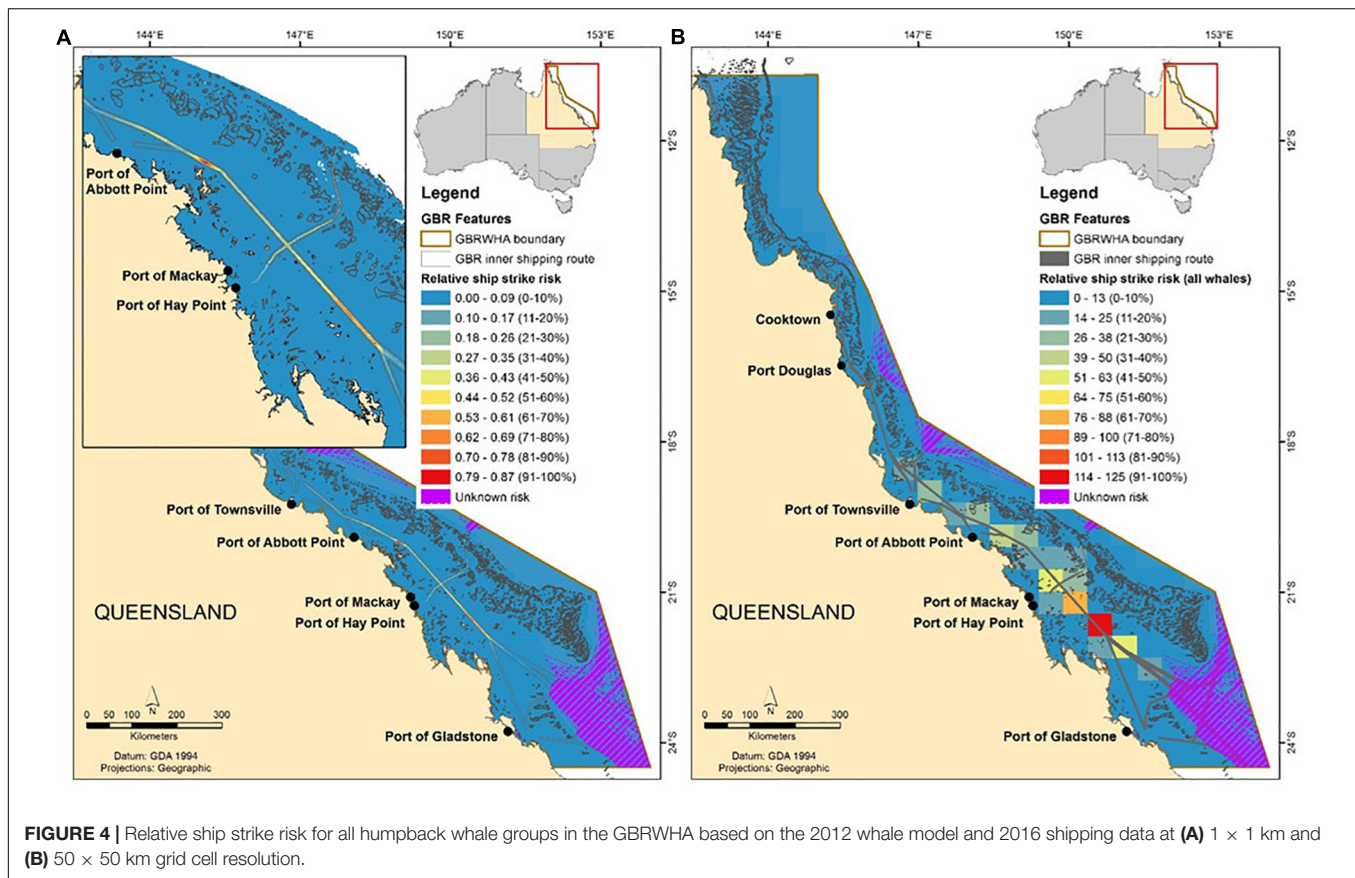 A
144°E
147°E
150°E
153°E
Port of
Abbott Point
Port of Mackay
Port of Hay Point
Legend
GBR Features
GBRWHA boundary
GBR inner shipping route
Relative ship strike risk
0.00 - 0.09 (0-10%)
0.10 - 0.17 (11-20%)
0.18 - 0.26 (21-30%)
0.27 - 0.35 (31-40%)
0.36 - 0.43 (41-50%)
0.44 - 0.52 (51-60%)
0.53 - 0.61 (61-70%)
0.62 - 0.69 (71-80%)
0.70 - 0.78 (81-90%)
0.79 - 0.87 (91-100%)
Unknown risk
12°S
15°S
18°S
21°S
24°S
Port of Townsville
Port of Abbott Point
Port of Mackay
Port of Hay Point
QUEENSLAND
Port of Gladstone
N
0 50 100 200 300
Kilometers
Datum: GDA 1994
Projections: Geographic
B
144°E
147°E
150°E
153°E
Legend
GBR Features
GBRWHA boundary
GBR inner shipping route
Relative ship strike risk (all whales)
0 - 13 (0-10%)
14 - 25 (11-20%)
26 - 38 (21-30%)
39 - 50 (31-40%)
51 - 63 (41-50%)
64 - 75 (51-60%)
76 - 88 (61-70%)
89 - 100 (71-80%)
101 - 113 (81-90%)
114 - 125 (91-100%)
Unknown risk
12°S
15°S
18°S
21°S
24°S
Cooktown
Port Douglas
Port of Townsville
Port of Abbott Point
Port of Mackay
Port of Hay Point
QUEENSLAND
Port of Gladstone
N
0 50 100 200 300
Kilometers
Datum: GDA 1994
Projections: Geographic
FIGURE 4 | Relative ship strike risk for all humpback whale groups in the GBRWHA based on the 2012 whale model and 2016 shipping data at (A) 1 × 1 km and
(B) 50 × 50 km grid cell resolution.